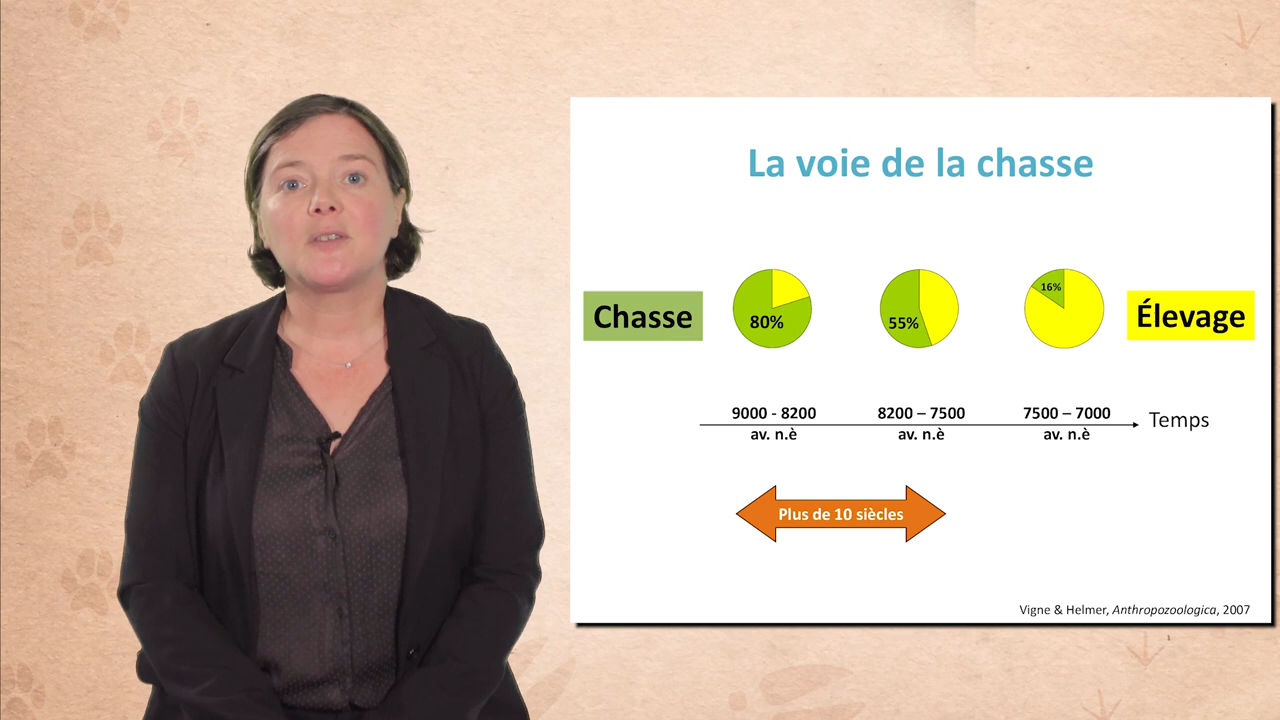 La voie de la chasse
Chasse
80%
55%
16%
Élevage
9000 - 8200
av. n.è
8200 – 7500
av. n.è
7500 – 7000
av. n.è
Temps
Plus de 10 siècles
Vigne & Helmer, Anthropozoologica, 2007